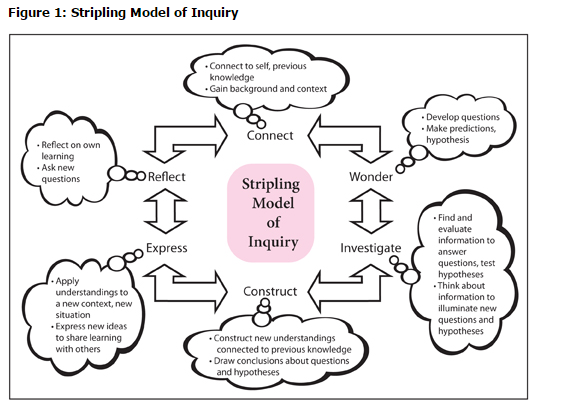 Figure 1: Stripling Model of Inquiry
• Connect to self, previous
knowledge
• Gain background and context
Connect
• Develop questions
• Make predictions,
hypothesis
Wonder
• Find and
evaluate
information to
answer
questions, test
hypotheses
• Think about
information to
illuminate new
questions and
hypotheses
Investigate
Construct
• Construct new understandings
connected to previous knowledge
• Draw conclusions about questions
and hypotheses
Express
• Apply
understandings to
a new context, new
situation
• Express new ideas
to share learning
with others
Reflect
• Reflect on own
learning
• Ask new
questions
Stripling
Model
of
Inquiry